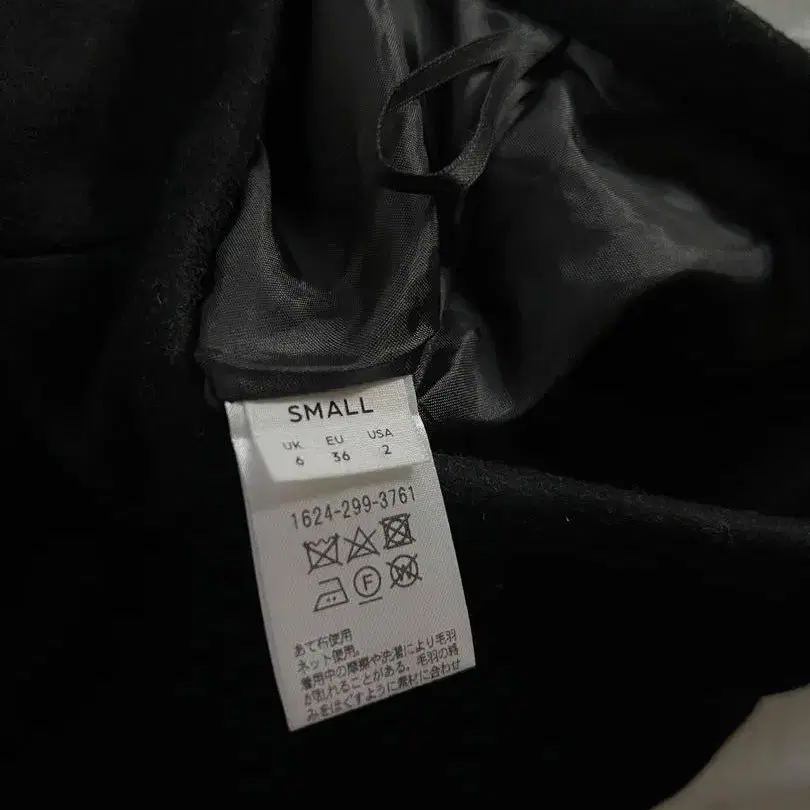 SMALL
UK EU USA
6 36 2
1624-299-3761
F
W
あて布使用
ネット使用。
着用中の摩擦や洗濯により毛羽
が乱れることがある。毛羽の絡
みをほぐすように素材に合わせ